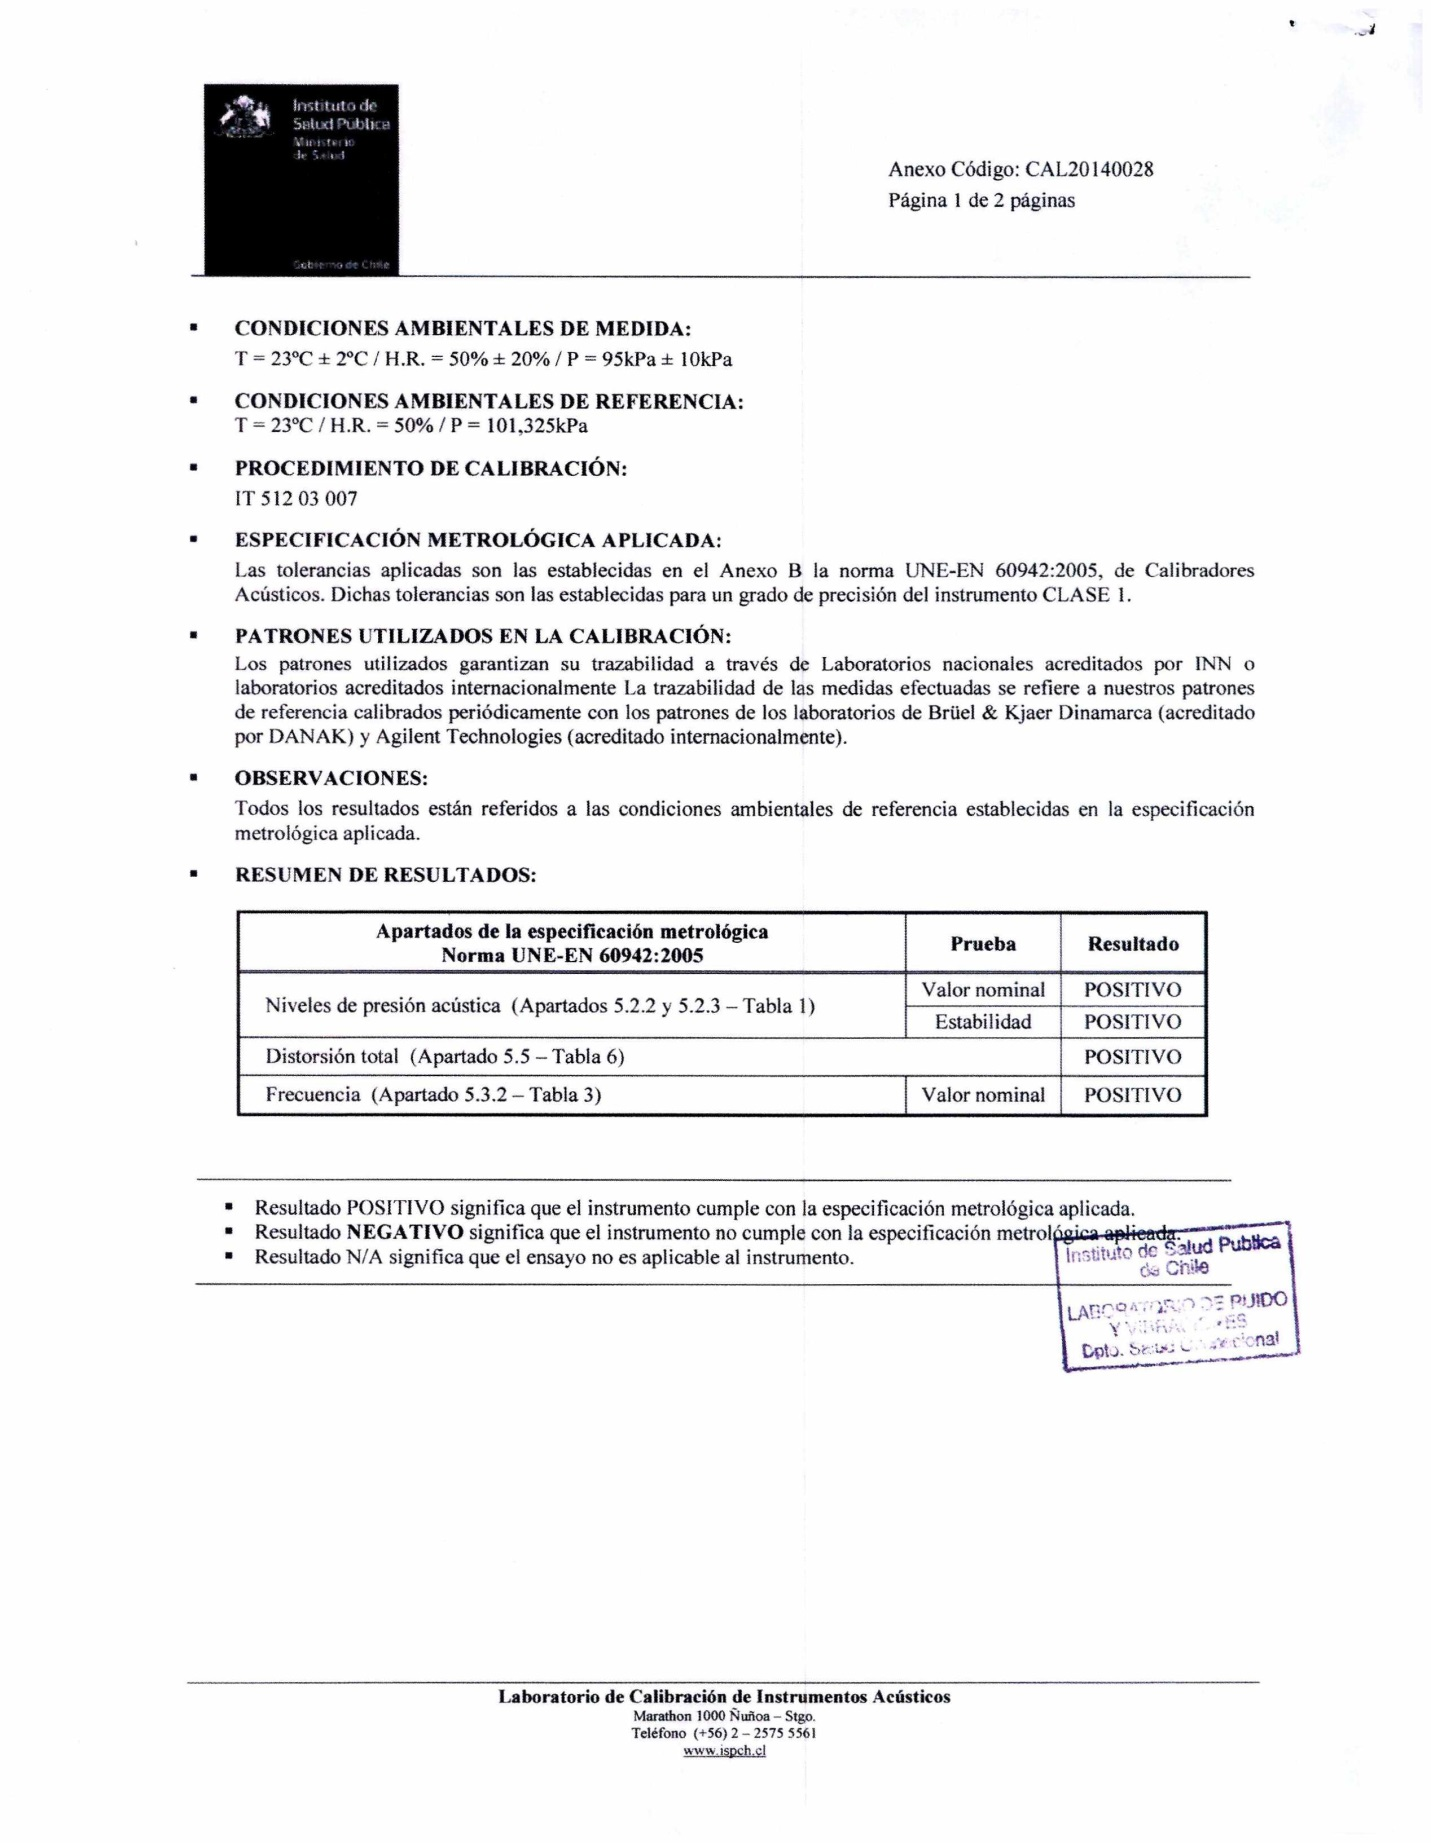 Instituto de
Salud Pública
Ministerio
de Salud
Gobierno de Chile
Anexo Código: CAL20140028
Página 1 de 2 páginas
▪ CONDICIONES AMBIENTALES DE MEDIDA:
T = 23ºC ± 2ºC / H.R. = 50% ± 20% / P = 95kPa ± 10kPa
▪ CONDICIONES AMBIENTALES DE REFERENCIA:
T = 23ºC / H.R. = 50% / P = 101,325kPa
▪ PROCEDIMIENTO DE CALIBRACIÓN:
IT 512 03 007
▪ ESPECIFICACIÓN METROLÓGICA APLICADA:
Las tolerancias aplicadas son las establecidas en el Anexo B la norma UNE-EN 60942:2005, de Calibradores
Acústicos. Dichas tolerancias son las establecidas para un grado de precisión del instrumento CLASE 1.
▪ PATRONES UTILIZADOS EN LA CALIBRACIÓN:
Los patrones utilizados garantizan su trazabilidad a través de Laboratorios nacionales acreditados por INN o
laboratorios acreditados internacionalmente La trazabilidad de las medidas efectuadas se refiere a nuestros patrones
de referencia calibrados periódicamente con los patrones de los laboratorios de Brüel & Kjaer Dinamarca (acreditado
por DANAK) y Agilent Technologies (acreditado internacionalmente).
▪ OBSERVACIONES:
Todos los resultados están referidos a las condiciones ambientales de referencia establecidas en la especificación
metrológica aplicada.
▪ RESUMEN DE RESULTADOS:
Apartados de la especificación metrológica
Norma UNE-EN 60942:2005
Prueba
Resultado
Niveles de presión acústica (Apartados 5.2.2 y 5.2.3 – Tabla 1)
Valor nominal
POSITIVO
Estabilidad
POSITIVO
Distorsión total (Apartado 5.5 – Tabla 6)
POSITIVO
Frecuencia (Apartado 5.3.2 – Tabla 3)
Valor nominal
POSITIVO
▪ Resultado POSITIVO significa que el instrumento cumple con la especificación metrológica aplicada.
▪ Resultado NEGATIVO significa que el instrumento no cumple con la especificación metrológica aplicada.
▪ Resultado N/A significa que el ensayo no es aplicable al instrumento.
Instituto de Salud Publica
de Chile
LABORATORIO DE RUIDO
Y VIBRACIONES
Dpto. Salud Ocupacional
Laboratorio de Calibración de Instrumentos Acústicos
Marathon 1000 Ñuñoa – Stgo.
Teléfono (+56) 2 – 2575 5561
www.ispch.cl